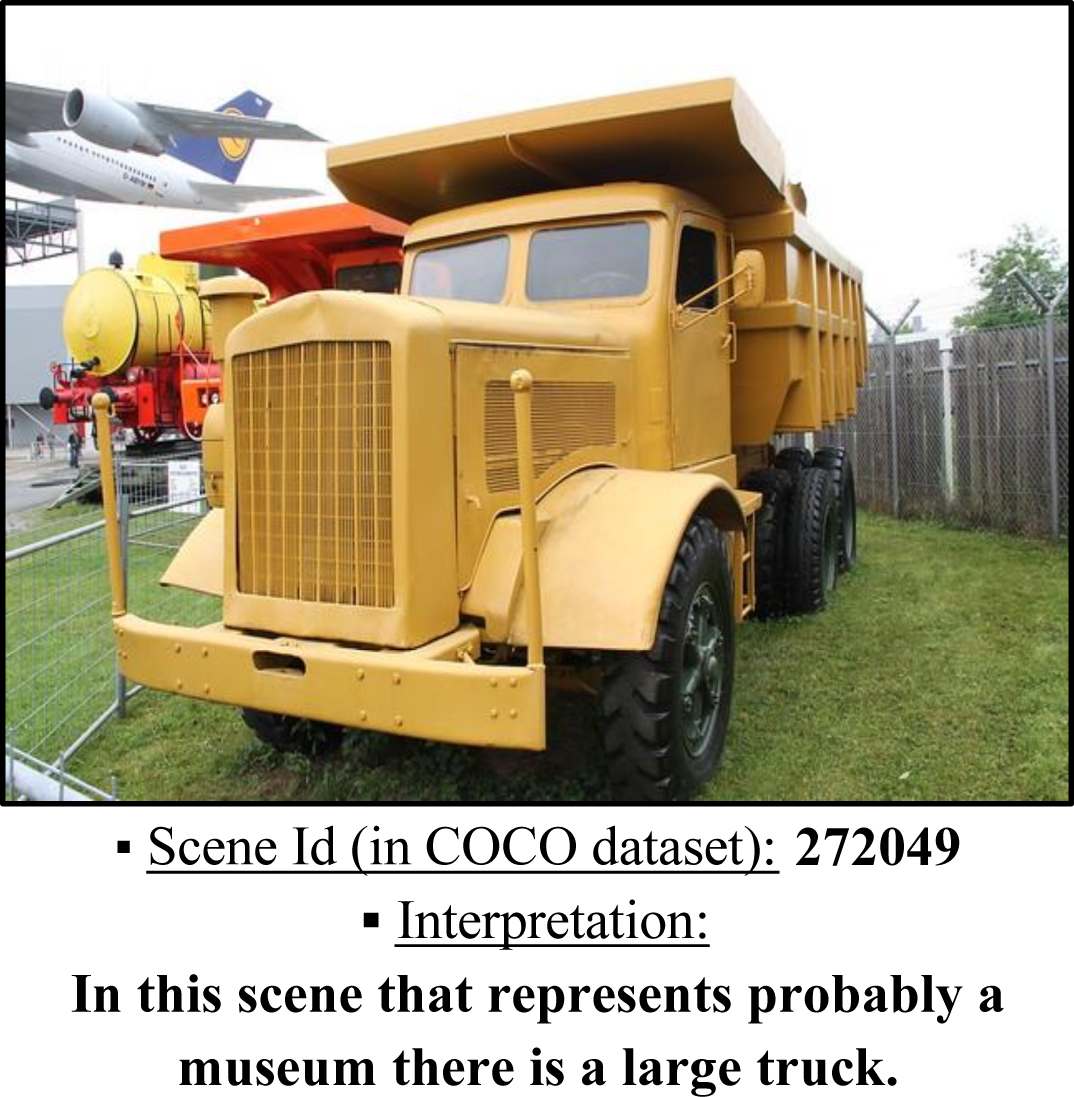 ▪ Scene Id (in COCO dataset): 272049
▪ Interpretation:
In this scene that represents probably a
museum there is a large truck.